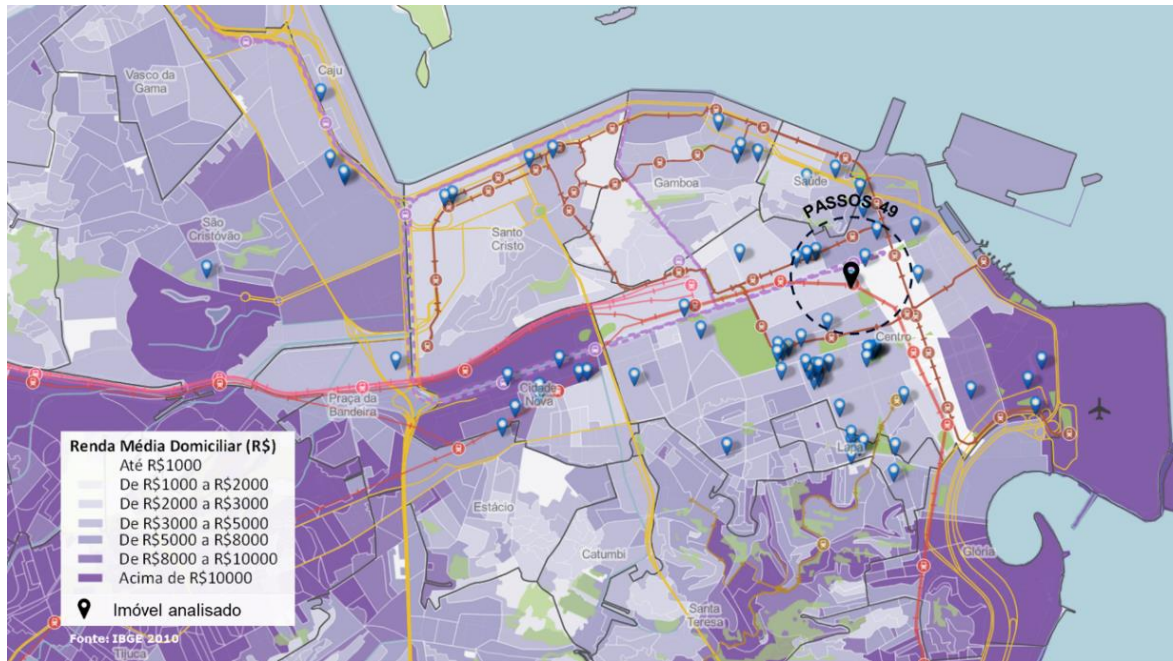 Caju
Vasco da
Gama
Gamboa
Saúde
PASSOS 49
São
Cristóvão
Santo
Cristo
Centro
Praça da
Bandeira
Cidade
Nova
Lapa
Estácio
Catumbi
Glória
Santa
Teresa
Tijuca
Renda Média Domiciliar (R$)
Até R$1000
De R$1000 a R$2000
De R$2000 a R$3000
De R$3000 a R$5000
De R$5000 a R$8000
De R$8000 a R$10000
Acima de R$10000
Imóvel analisado
Fonte: IBGE 2010